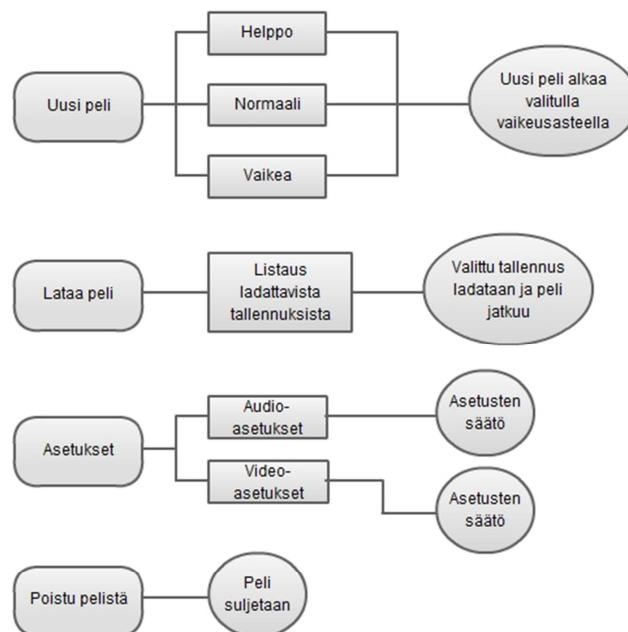 Helppo
Uusi peli
Normaali
Vaikea
Uusi peli alkaa
valitulla
vaikeusasteella
Lataa peli
Listaus
ladattavista
tallennuksista
Valittu tallennus
ladataan ja peli
jatkuu
Asetukset
Audio-
asetukset
Asetusten
säätö
Video-
asetukset
Asetusten
säätö
Poistu pelistä
Peli
suljetaan